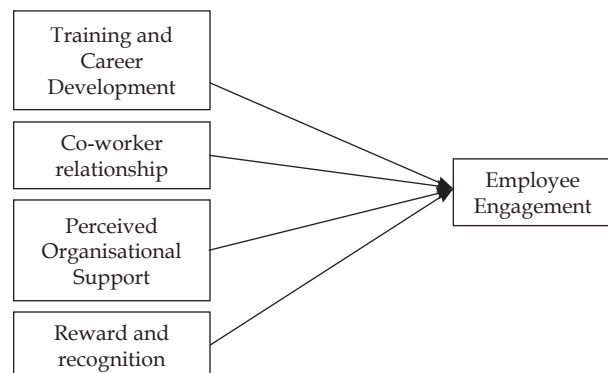 Training and
Career
Development
Co-worker
relationship
Perceived
Organisational
Support
Reward and
recognition
Employee
Engagement